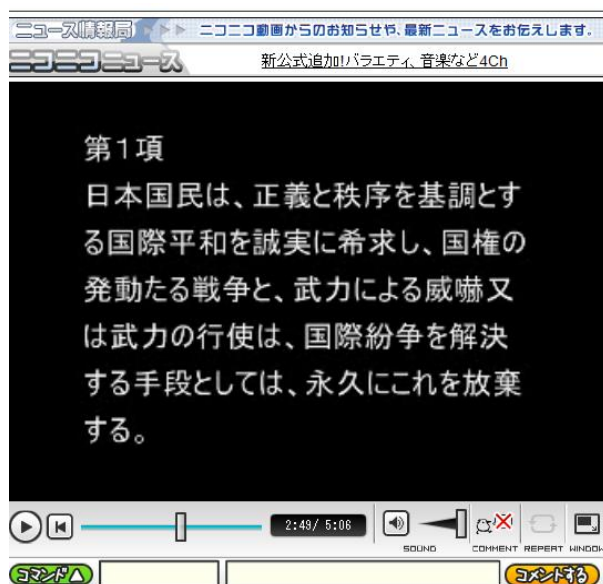 ニュース情報局 ニコニコ動画からのお知らせや、最新ニュースをお伝えします。
ニコニコニュース 新公式追加!バラエティ、音楽など4Ch
第1項
日本国民は、正義と秩序を基調とす
る国際平和を誠実に希求し、国権の
発動たる戦争と、武力による威嚇又
は武力の行使は、国際紛争を解決
する手段としては、永久にこれを放棄
する。
2:49/ 5:06
SOUND COMMENT REPERT WINDOW
コマンド△ コメントする